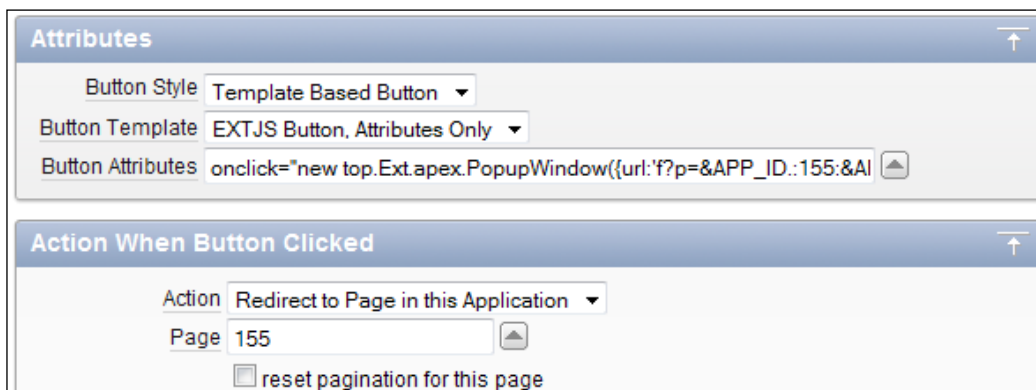 Attributes
Button Style Template Based Button
Button Template EXTJS Button, Attributes Only
Button Attributes onclick="new top.Ext.apex.PopupWindow({url:'f?p=&APP_ID.:155:&AI
Action When Button Clicked
Action Redirect to Page in this Application
Page 155
reset pagination for this page